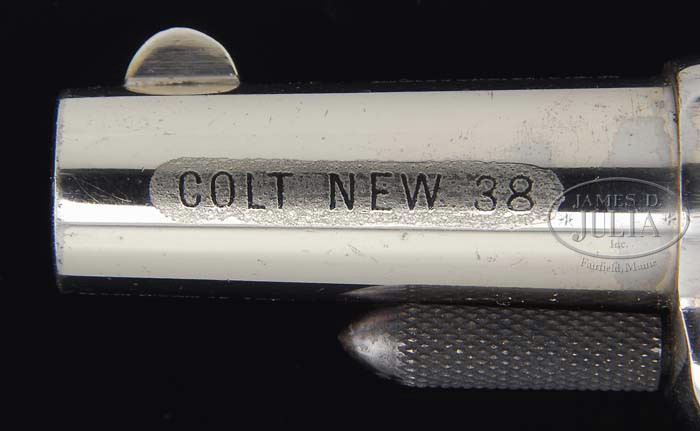 COLT NEW 38
JAMES D.
JULIA
Inc.
Fairfield, Maine